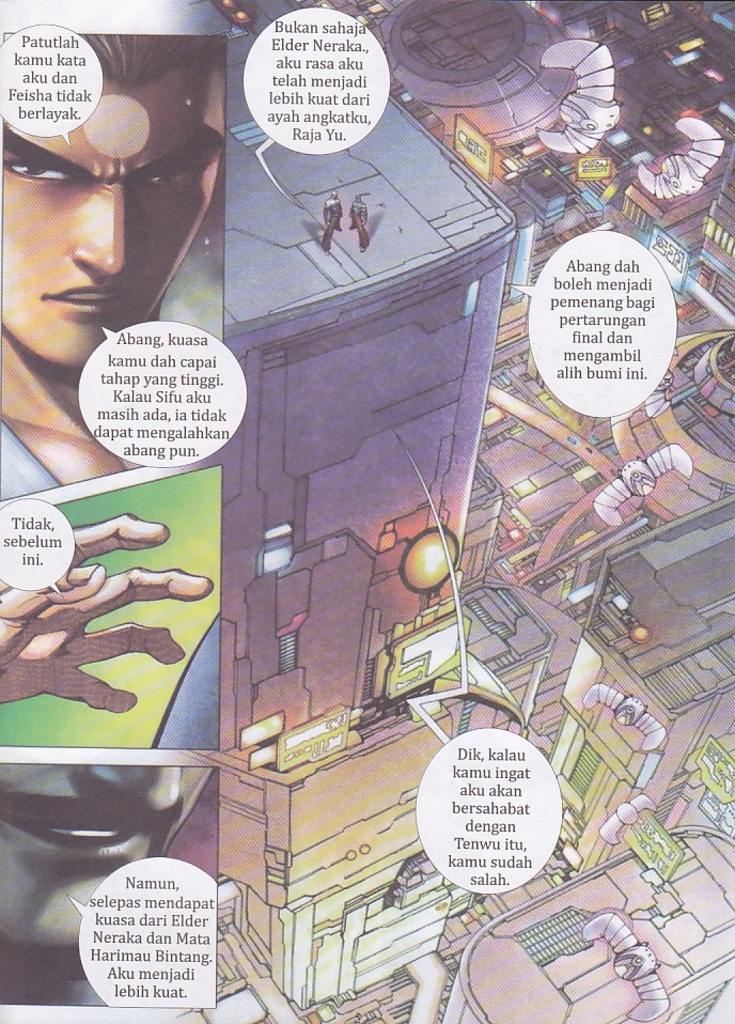 Patutlah
kamu kata
aku dan
Feisha tidak
berlayak.
Bukan sahaja
Elder Neraka.,
aku rasa aku
telah menjadi
lebih kuat dari
ayah angkatku,
Raja Yu.
Abang dah
boleh menjadi
pemenang bagi
pertarungan
final dan
mengambil
alih bumi ini.
Abang, kuasa
kamu dah capai
tahap yang tinggi.
Kalau Sifu aku
masih ada, ia tidak
dapat mengalahkan
abang pun.
Tidak,
sebelum
ini.
Dik, kalau
kamu ingat
aku akan
bersahabat
dengan
Tenwu itu,
kamu sudah
salah.
Namun,
selepas mendapat
kuasa dari Elder
Neraka dan Mata
Harimau Bintang.
Aku menjadi
lebih kuat.